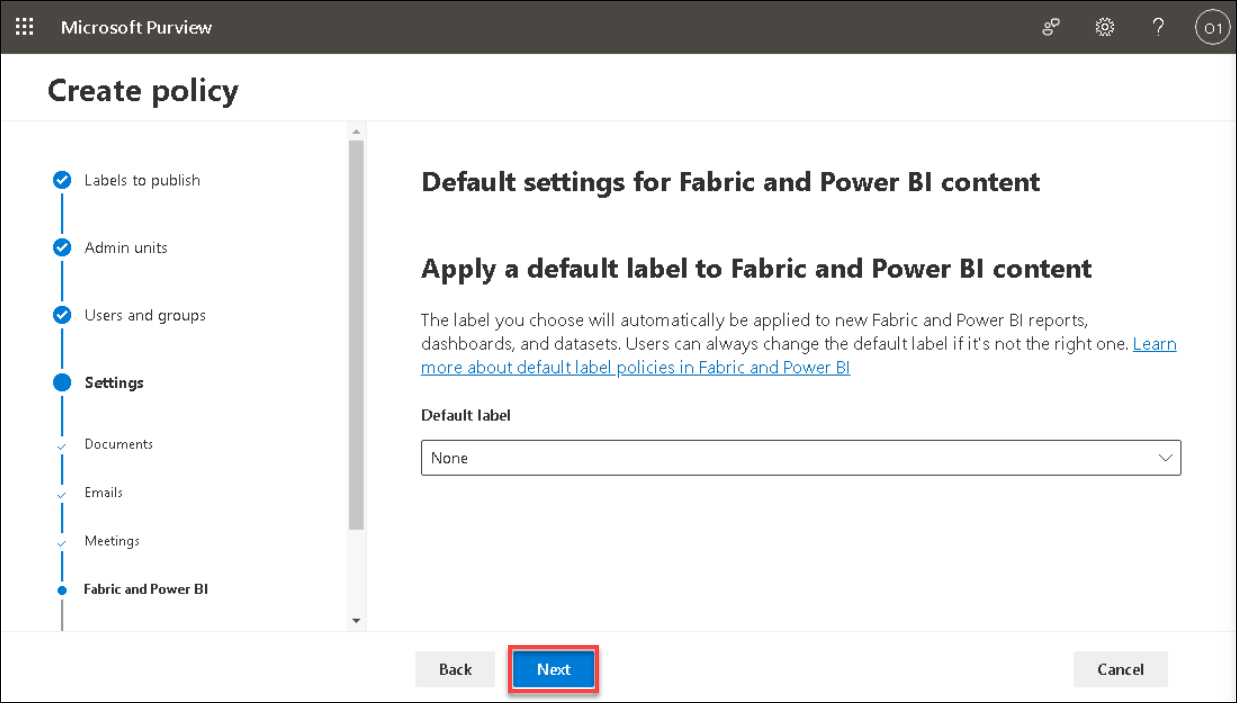 Microsoft Purview
?
01
Create policy
Labels to publish
Admin units
Users and groups
Settings
Documents
Emails
Meetings
Fabric and Power BI
Default settings for Fabric and Power BI content
Apply a default label to Fabric and Power BI content
The label you choose will automatically be applied to new Fabric and Power BI reports,
dashboards, and datasets. Users can always change the default label if it's not the right one. Learn
more about default label policies in Fabric and Power BI
Default label
None
Back
Next
Cancel